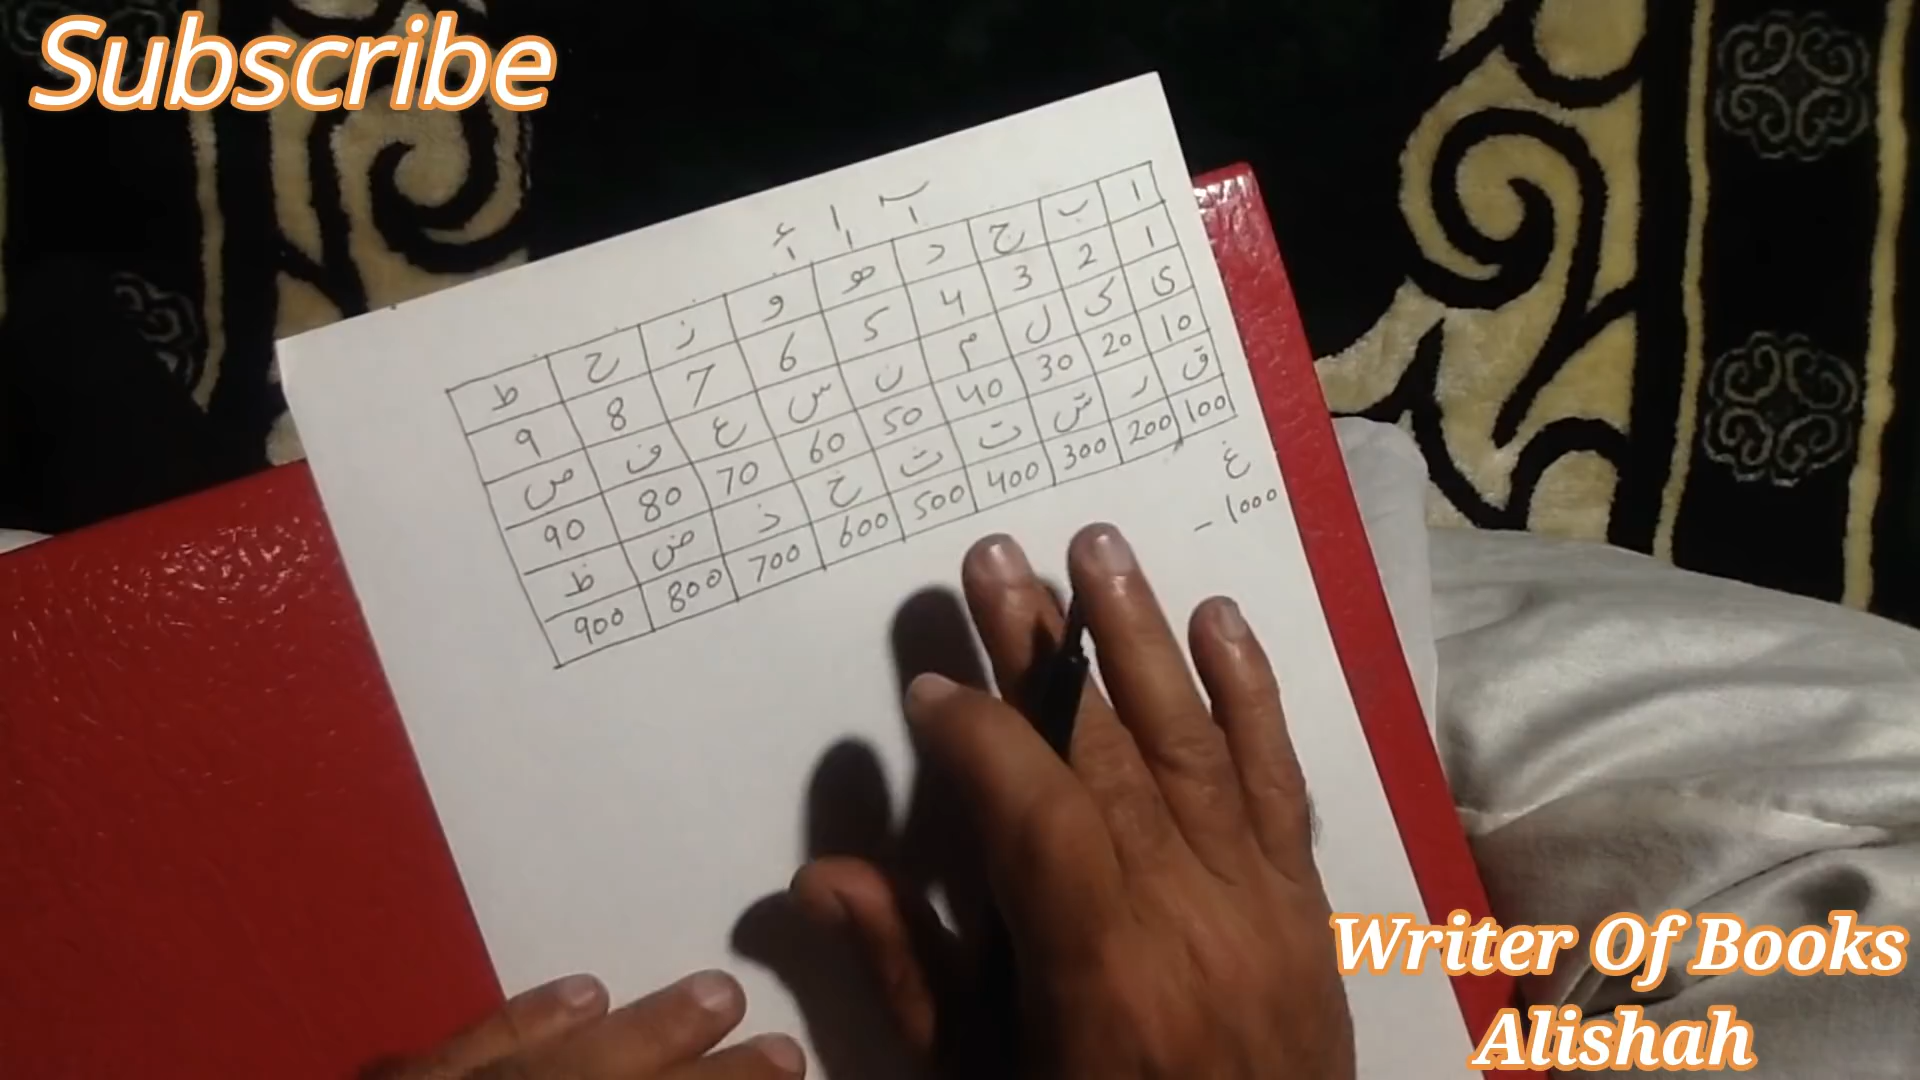 Subscribe
آ إ أ
ا ب ج د ھ و ز ح ط
1 2 3 4 5 6 7 8 9
ی ک ل م ن س ع ف ص
10 20 30 40 50 60 70 80 90
ق ر ش ت ث خ ذ ض ظ
100 200 300 400 500 600 700 800 900
غ
– 1000
Writer Of Books
Alishah